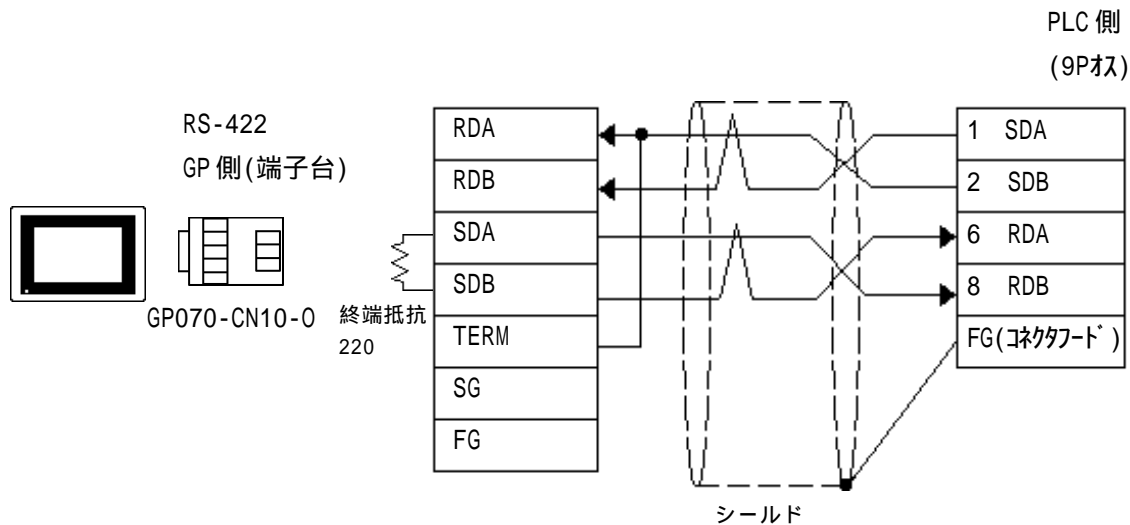 PLC 側
(9Pｵｽ)
RS-422
GP 側(端子台)
GP070-CN10-O
終端抵抗
220
RDA
RDB
SDA
SDB
TERM
SG
FG
1 SDA
2 SDB
6 RDA
8 RDB
FG(ｺﾈｸﾀﾌｰﾄﾞ)
シールド